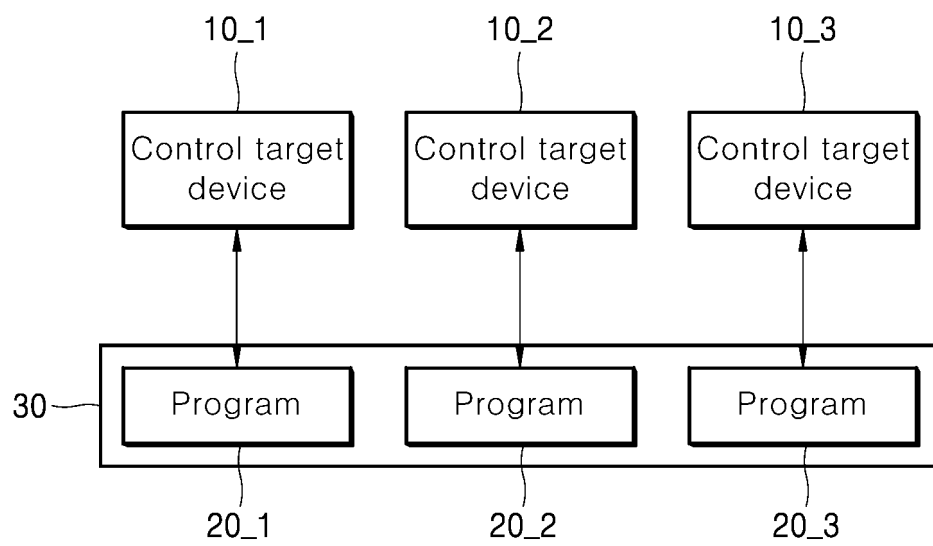 10_1 10_2 10_3
Control target Control target Control target
device device device
30 Program Program Program
20_1 20_2 20_3